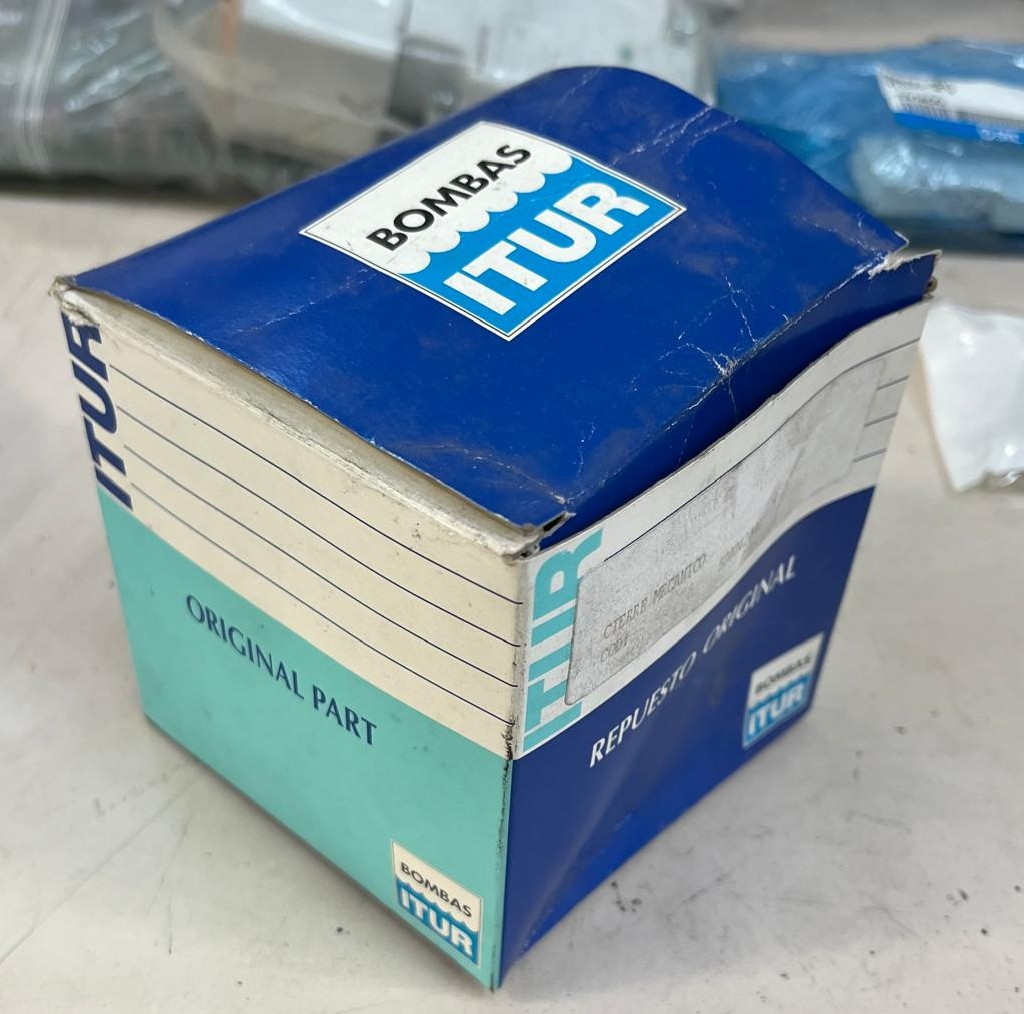 BOMBAS
ITUR
ITUR
ORIGINAL PART
BOMBAS
ITUR
ITUR
CIERRE MECANICO
REPUESTO ORIGINAL
BOMBAS
ITUR